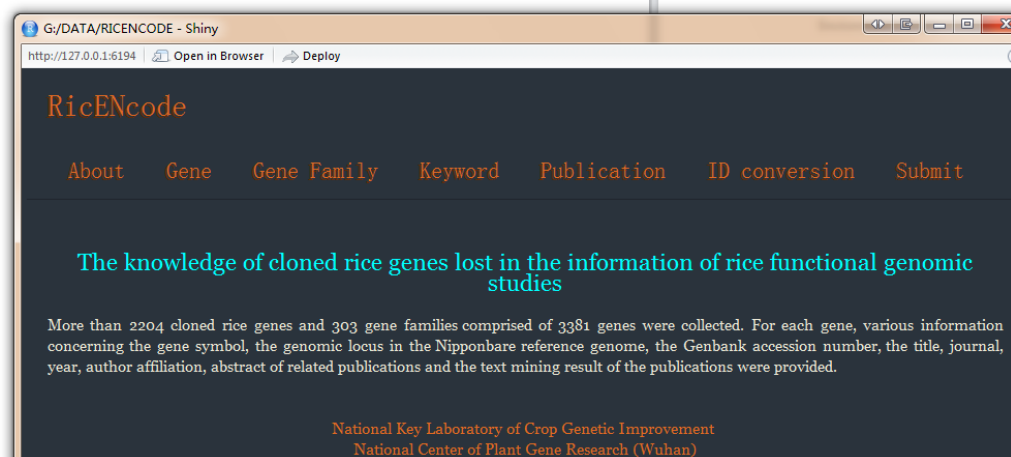 G:/DATA/RICENCODE - Shiny
http://127.0.0.1:6194 Open in Browser Deploy
RicENcode
About Gene Gene Family Keyword Publication ID conversion Submit
The knowledge of cloned rice genes lost in the information of rice functional genomic
studies
More than 2204 cloned rice genes and 303 gene families comprised of 3381 genes were collected. For each gene, various information
concerning the gene symbol, the genomic locus in the Nipponbare reference genome, the Genbank accession number, the title, journal,
year, author affiliation, abstract of related publications and the text mining result of the publications were provided.
National Key Laboratory of Crop Genetic Improvement
National Center of Plant Gene Research (Wuhan)